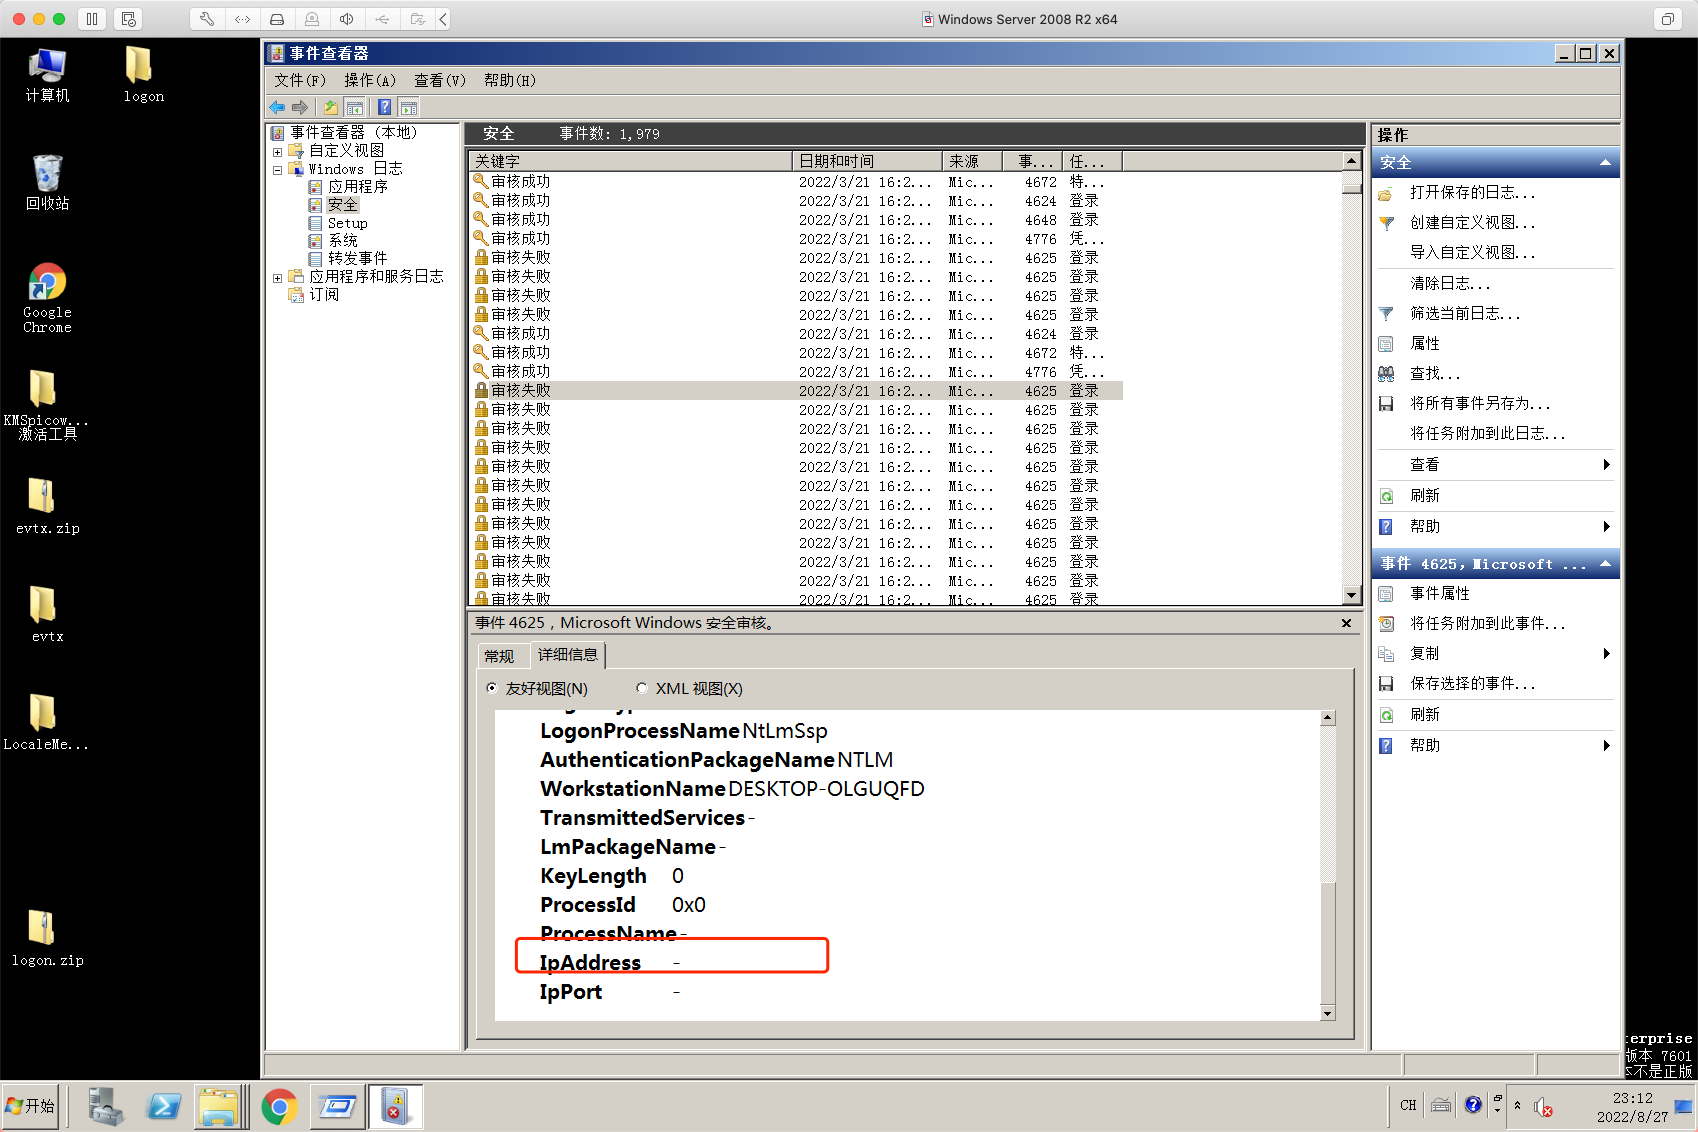 Windows Server 2008 R2 x64
计算机
logon
回收站
Google
Chrome
KMSpicow...
激活工具
evtx.zip
evtx
LocaleMe...
logon.zip
事件查看器
文件(F) 操作(A) 查看(V) 帮助(H)
事件查看器 (本地)
自定义视图
Windows 日志
应用程序
安全
Setup
系统
转发事件
应用程序和服务日志
订阅
安全 事件数: 1,979
关键字 日期和时间 来源 事... 任...
审核成功 2022/3/21 16:2... Mic... 4672 特...
审核成功 2022/3/21 16:2... Mic... 4624 登录
审核成功 2022/3/21 16:2... Mic... 4648 登录
审核成功 2022/3/21 16:2... Mic... 4776 凭...
审核失败 2022/3/21 16:2... Mic... 4625 登录
审核失败 2022/3/21 16:2... Mic... 4625 登录
审核失败 2022/3/21 16:2... Mic... 4625 登录
审核失败 2022/3/21 16:2... Mic... 4625 登录
审核成功 2022/3/21 16:2... Mic... 4624 登录
审核成功 2022/3/21 16:2... Mic... 4672 特...
审核成功 2022/3/21 16:2... Mic... 4776 凭...
审核失败 2022/3/21 16:2... Mic... 4625 登录
审核失败 2022/3/21 16:2... Mic... 4625 登录
审核失败 2022/3/21 16:2... Mic... 4625 登录
审核失败 2022/3/21 16:2... Mic... 4625 登录
审核失败 2022/3/21 16:2... Mic... 4625 登录
审核失败 2022/3/21 16:2... Mic... 4625 登录
审核失败 2022/3/21 16:2... Mic... 4625 登录
审核失败 2022/3/21 16:2... Mic... 4625 登录
审核失败 2022/3/21 16:2... Mic... 4625 登录
审核失败 2022/3/21 16:2... Mic... 4625 登录
审核失败 2022/3/21 16:2... Mic... 4625 登录
审核失败 2022/3/21 16:2... Mic... 4625 登录
事件 4625，Microsoft Windows 安全审核。
常规 详细信息
友好视图(N) XML 视图(X)
LogonProcessName NtLmSsp
AuthenticationPackageName NTLM
WorkstationName DESKTOP-OLGUQFD
TransmittedServices -
LmPackageName -
KeyLength 0
ProcessId 0x0
ProcessName -
IpAddress -
IpPort -
操作
安全
打开保存的日志...
创建自定义视图...
导入自定义视图...
清除日志...
筛选当前日志...
属性
查找...
将所有事件另存为...
将任务附加到此日志...
查看
刷新
帮助
事件 4625，Microsoft ...
事件属性
将任务附加到此事件...
复制
保存选择的事件...
刷新
帮助
terprise
版本 7601
本不是正版
开始
CH
23:12
2022/8/27